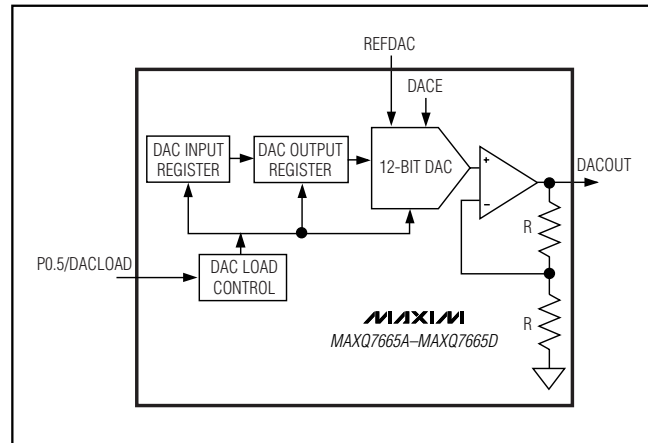 REFDAC
DACE
DAC INPUT
REGISTER
DAC OUTPUT
REGISTER
12-BIT DAC
+
−
DACOUT
R
P0.5/DACLOAD
DAC LOAD
CONTROL
R
MAXIM
MAXQ7665A–MAXQ7665D